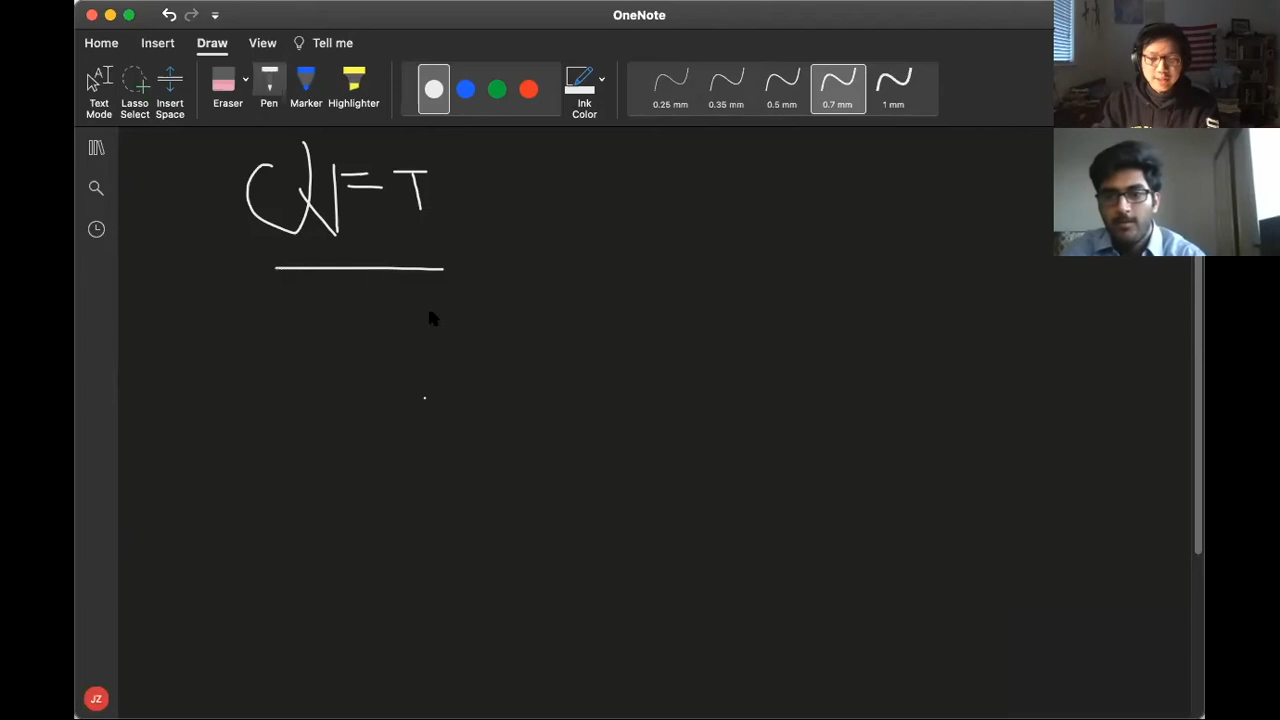 OneNote
Home Insert Draw View Tell me
Text Mode
Lasso Select
Insert Space
Eraser
Pen
Marker
Highlighter
Ink Color
0.25 mm
0.35 mm
0.5 mm
0.7 mm
1 mm
= T
JZ